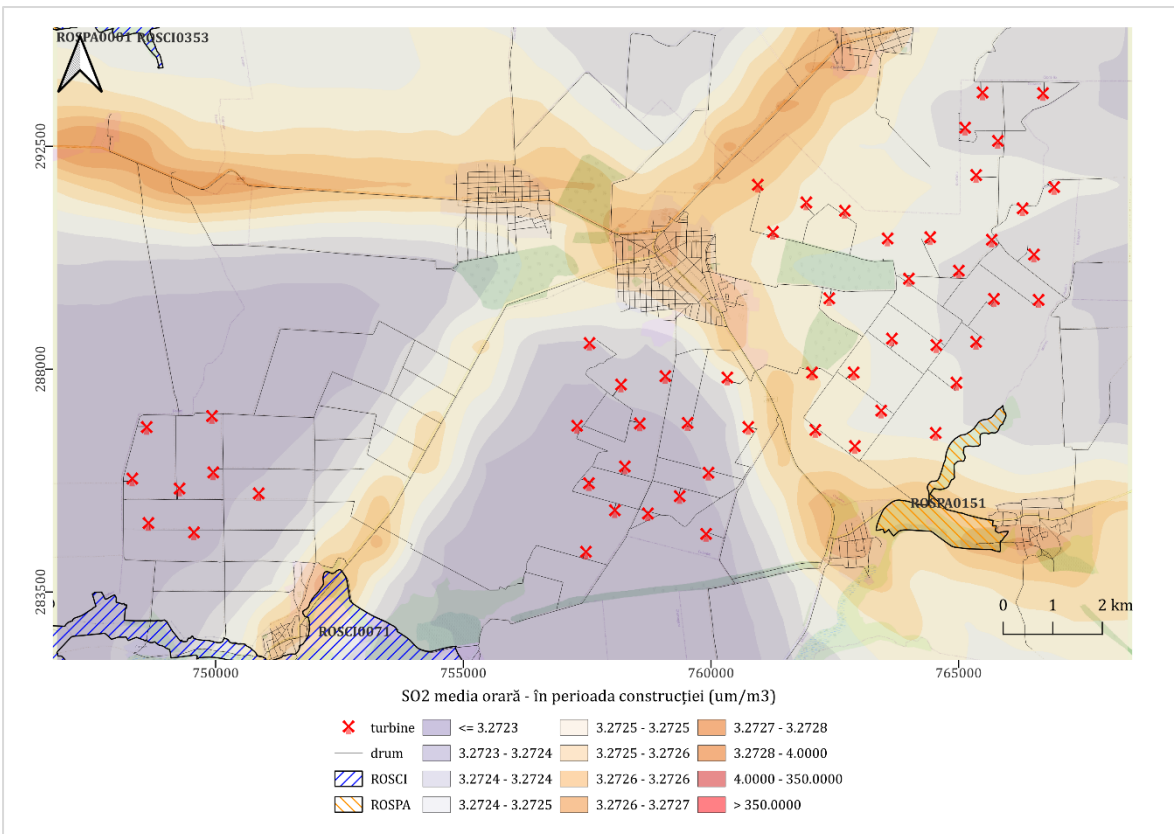 ROSPA0001 ROSCI0353
292500
288000
283500
ROSPA0151
ROSCI0071
0 1 2 km
750000 755000 760000 765000
SO2 media orară - în perioada construcției (um/m3)
turbine <= 3.2723 3.2725 - 3.2725 3.2727 - 3.2728
drum 3.2723 - 3.2724 3.2725 - 3.2726 3.2728 - 4.0000
ROSCI 3.2724 - 3.2724 3.2626 - 3.2726 4.0000 - 350.0000
ROSPA 3.2724 - 3.2725 3.2726 - 3.2727 > 350.0000